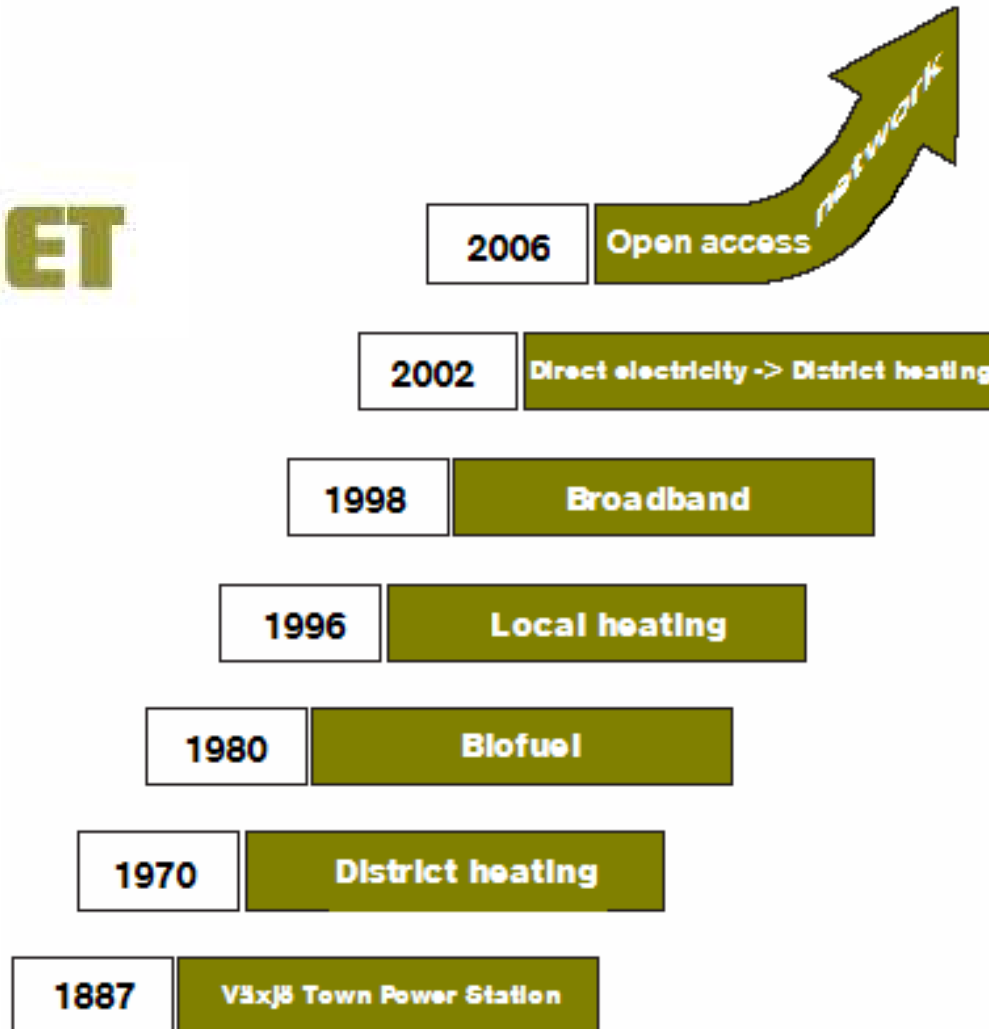 ET
2006 Open access network
2002 Direct electricity -> District heating
1998 Broadband
1996 Local heating
1980 Biofuel
1970 District heating
1887 Växjö Town Power Station